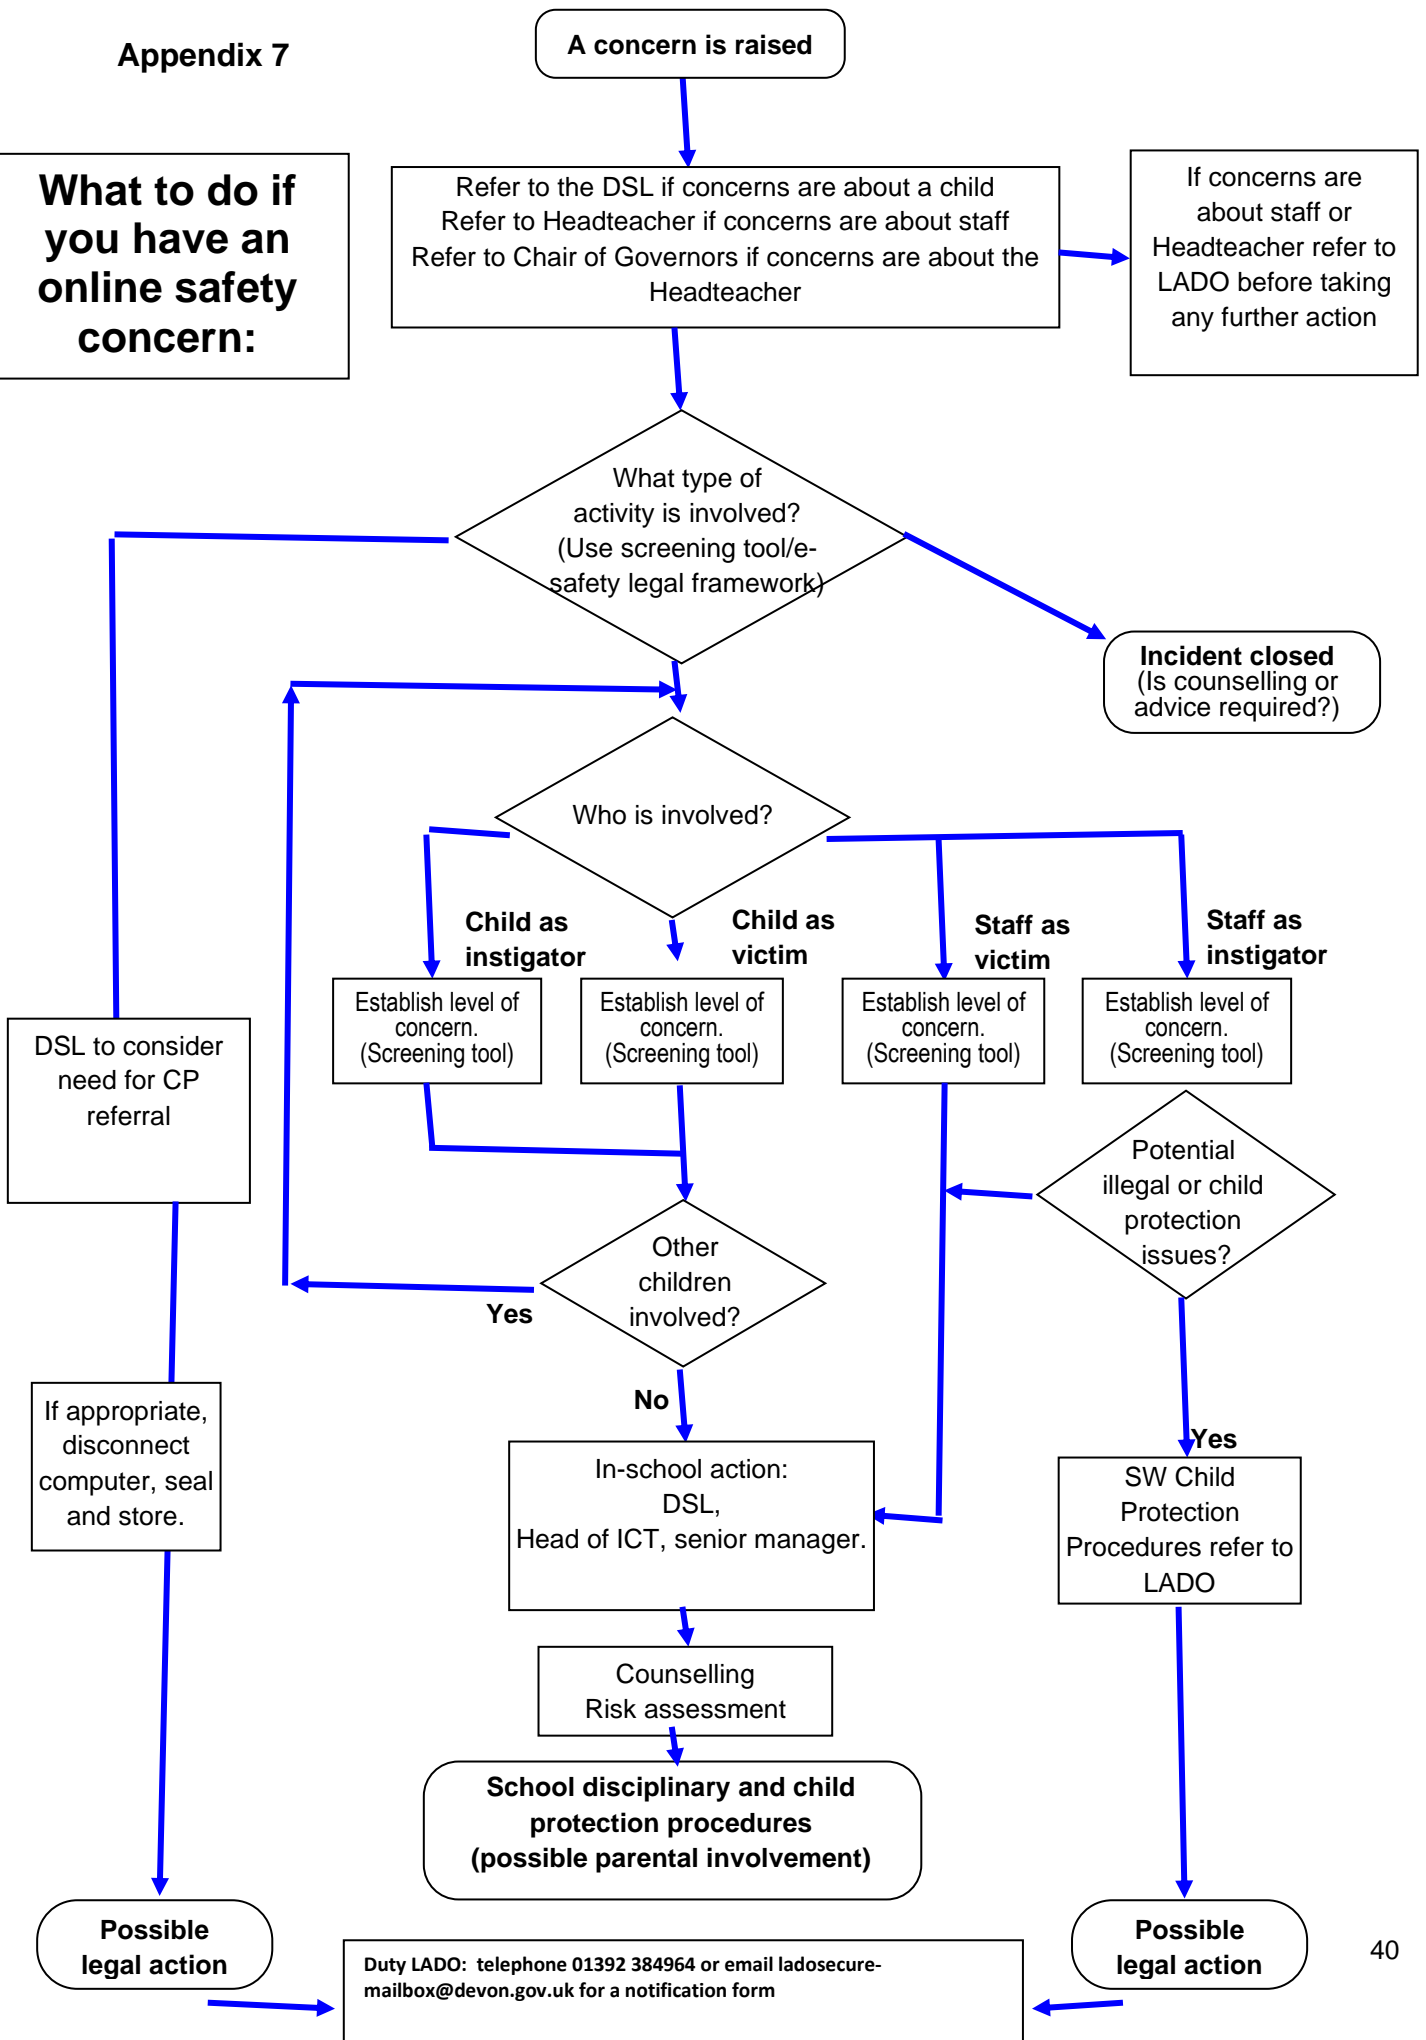 Appendix 7
A concern is raised
What to do if
you have an
online safety
concern:
Refer to the DSL if concerns are about a child
Refer to Headteacher if concerns are about staff
Refer to Chair of Governors if concerns are about the
Headteacher
If concerns are
about staff or
Headteacher refer to
LADO before taking
any further action
What type of
activity is involved?
(Use screening tool/e-
safety legal framework)
Incident closed
(Is counselling or
advice required?)
Who is involved?
Child as
instigator
Child as
victim
Staff as
victim
Staff as
instigator
Establish level of
concern.
(Screening tool)
Establish level of
concern.
(Screening tool)
Establish level of
concern.
(Screening tool)
Establish level of
concern.
(Screening tool)
DSL to consider
need for CP
referral
Potential
illegal or child
protection
issues?
Other
children
involved?
Yes
No
If appropriate,
disconnect
computer, seal
and store.
In-school action:
DSL,
Head of ICT, senior manager.
Yes
SW Child
Protection
Procedures refer to
LADO
Counselling
Risk assessment
School disciplinary and child
protection procedures
(possible parental involvement)
Possible
legal action
Possible
legal action
Duty LADO: telephone 01392 384964 or email ladosecure-
mailbox@devon.gov.uk for a notification form
40